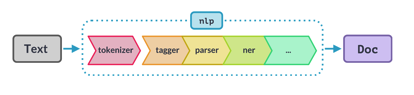 nlp
Text
tokenizer
tagger
parser
ner
...
Doc